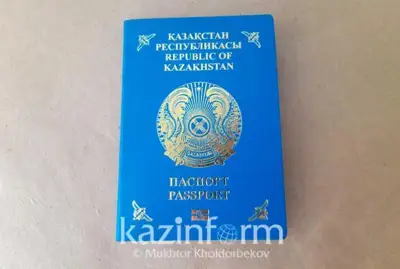 ҚАЗАҚСТАН
РЕСПУБЛИКАСЫ
REPUBLIC OF
KAZAKHSTAN
ПАСПОРТ
PASSPORT
kazinform
© Mukhtor Kholdorbekov